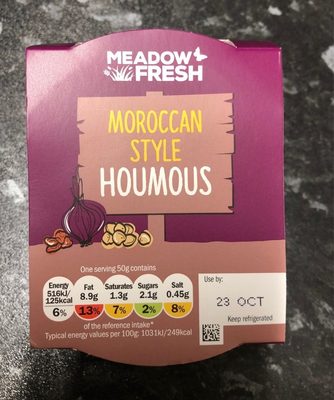 MEADOW
FRESH
MOROCCAN
STYLE
HOUMOUS
One serving 50g contains
Energy Fat Saturates Sugars Salt
516kJ/ 8.9g 1.3g 2.1g 0.45g
125kcal
6% 13% 7% 2% 8%
of the reference intake*
Typical energy values per 100g: 1031kJ/249kcal
Use by:
23 OCT
Keep refrigerated